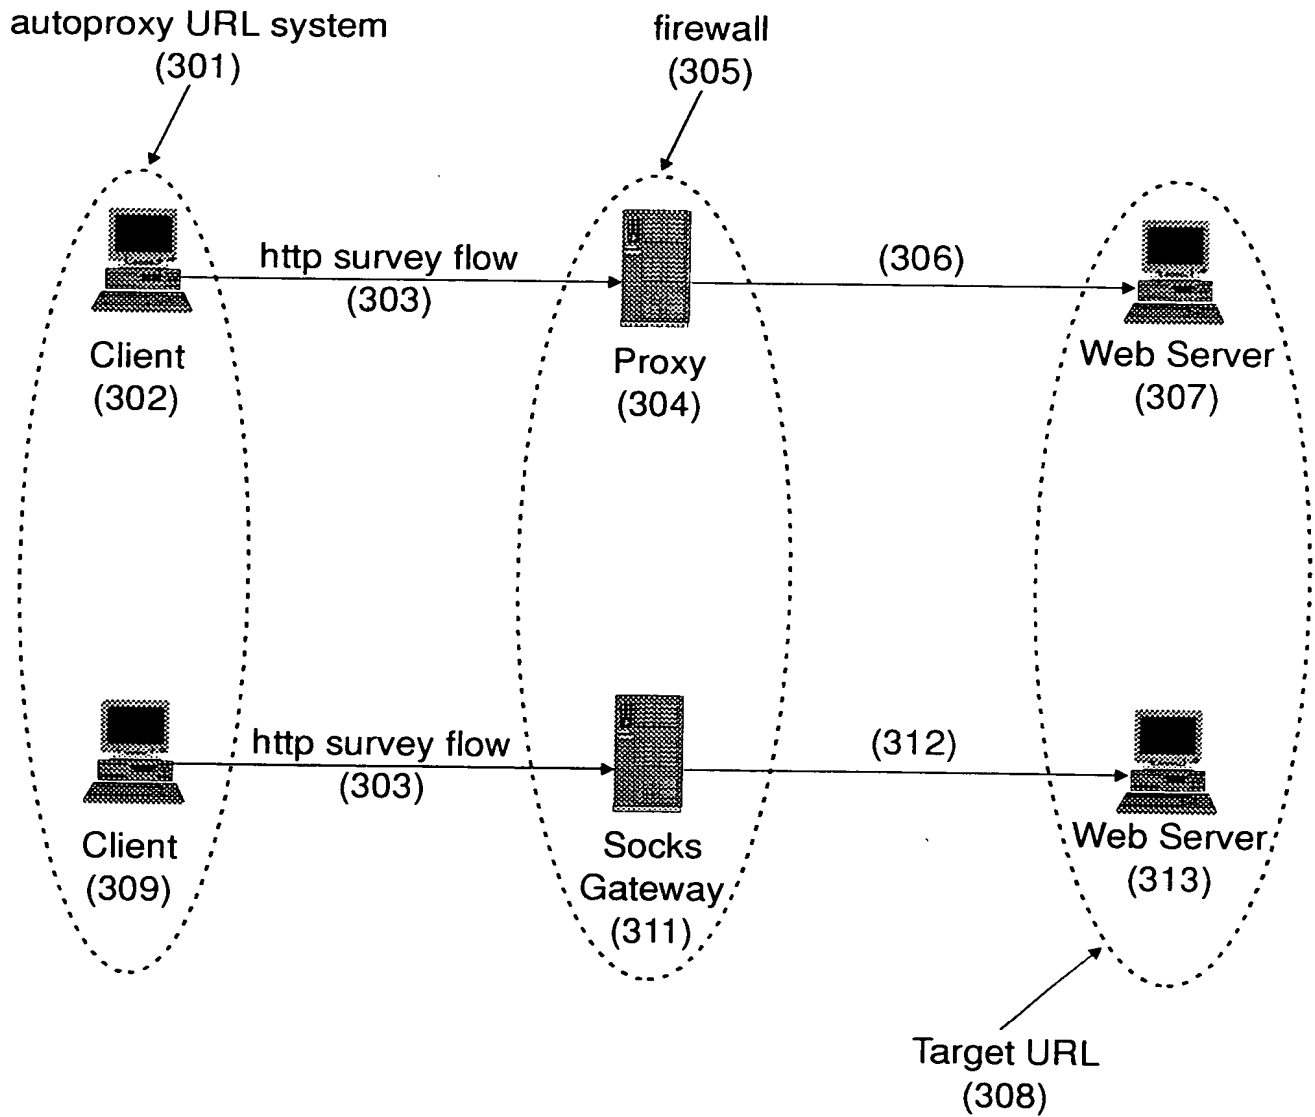 autoproxy URL system
(301)
firewall
(305)
http survey flow
(303)
(306)
Client
(302)
Proxy
(304)
Web Server
(307)
http survey flow
(303)
(312)
Client
(309)
Socks
Gateway
(311)
Web Server
(313)
Target URL
(308)